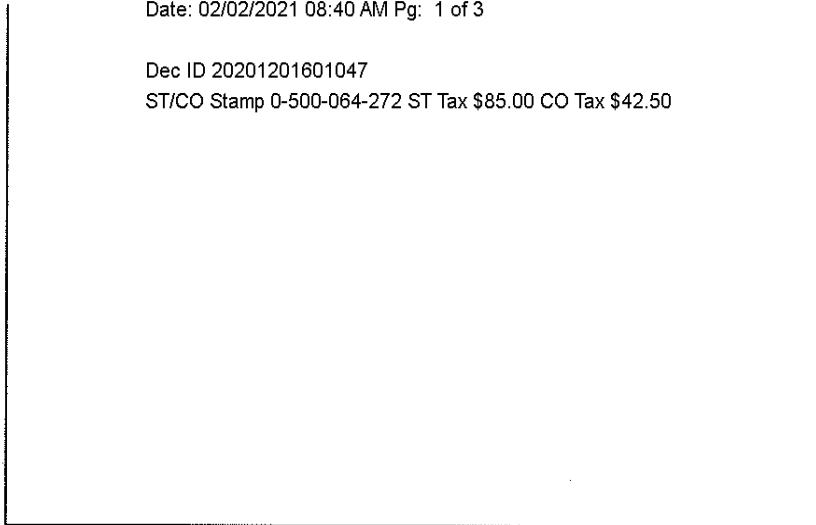 Date: 02/02/2021 08:40 AM Pg: 1 of 3
Dec ID 20201201601047
ST/CO Stamp 0-500-064-272 ST Tax $85.00 CO Tax $42.50